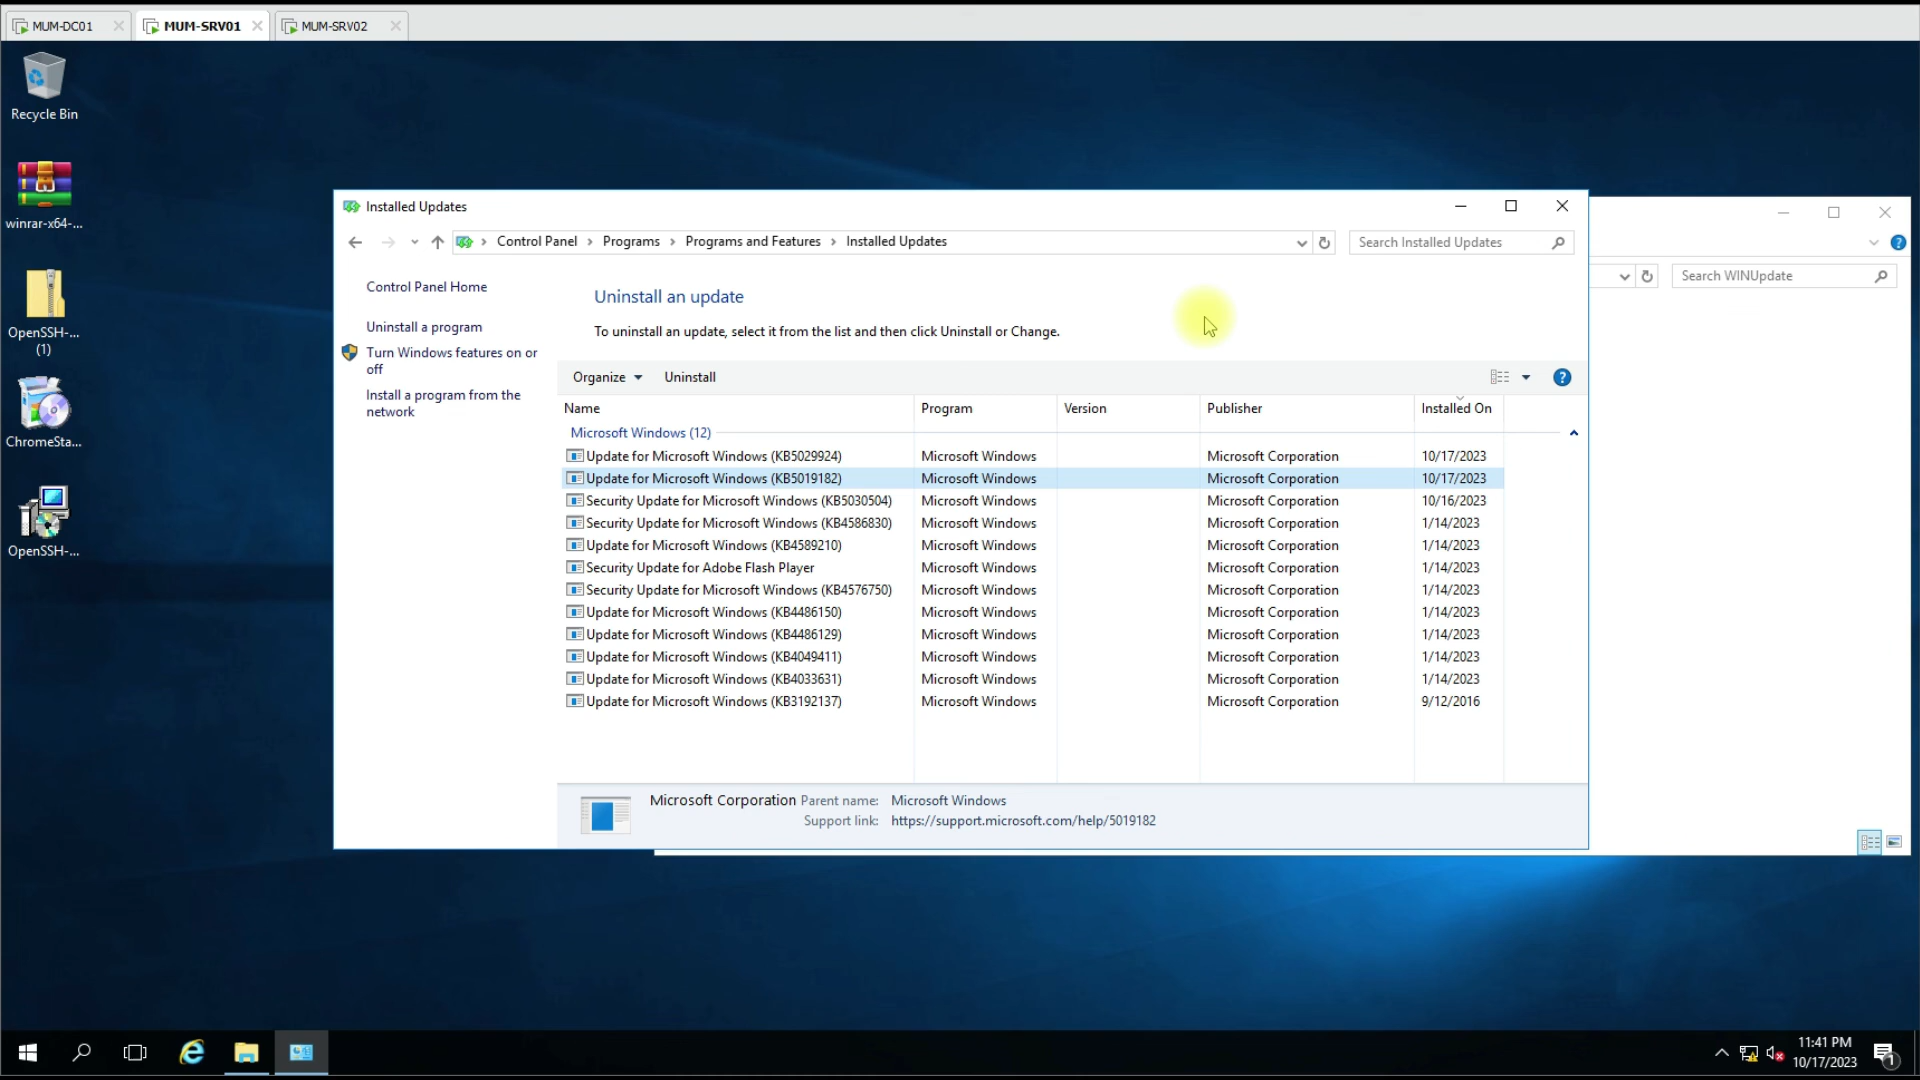 MUM-DC01
MUM-SRV01
MUM-SRV02
Recycle Bin
winrar-x64-...
OpenSSH-...
(1)
ChromeSta...
OpenSSH-...
Installed Updates
Control Panel > Programs > Programs and Features > Installed Updates
Search Installed Updates
Search WINUpdate
Control Panel Home
Uninstall a program
Turn Windows features on or
off
Install a program from the
network
Uninstall an update
To uninstall an update, select it from the list and then click Uninstall or Change.
Organize
Uninstall
Name Program Version Publisher Installed On
Microsoft Windows (12)
Update for Microsoft Windows (KB5029924) Microsoft Windows Microsoft Corporation 10/17/2023
Update for Microsoft Windows (KB5019182) Microsoft Windows Microsoft Corporation 10/17/2023
Security Update for Microsoft Windows (KB5030504) Microsoft Windows Microsoft Corporation 10/16/2023
Security Update for Microsoft Windows (KB4586830) Microsoft Windows Microsoft Corporation 1/14/2023
Update for Microsoft Windows (KB4589210) Microsoft Windows Microsoft Corporation 1/14/2023
Security Update for Adobe Flash Player Microsoft Windows Microsoft Corporation 1/14/2023
Security Update for Microsoft Windows (KB4576750) Microsoft Windows Microsoft Corporation 1/14/2023
Update for Microsoft Windows (KB4486150) Microsoft Windows Microsoft Corporation 1/14/2023
Update for Microsoft Windows (KB4486129) Microsoft Windows Microsoft Corporation 1/14/2023
Update for Microsoft Windows (KB4049411) Microsoft Windows Microsoft Corporation 1/14/2023
Update for Microsoft Windows (KB4033631) Microsoft Windows Microsoft Corporation 1/14/2023
Update for Microsoft Windows (KB3192137) Microsoft Windows Microsoft Corporation 9/12/2016
Microsoft Corporation Parent name: Microsoft Windows
Support link: https://support.microsoft.com/help/5019182
11:41 PM
10/17/2023
1